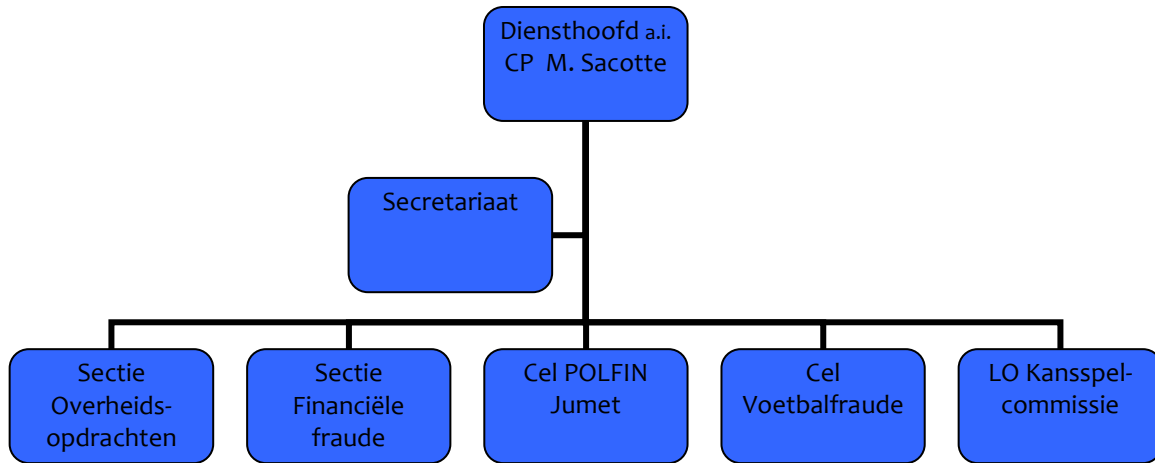 Diensthoofd a.i.
CP M. Sacotte
Secretariaat
Sectie
Overheids-
opdrachten
Sectie
Financiële
fraude
Cel POLFIN
Jumet
Cel
Voetbalfraude
LO Kansspel-
commissie